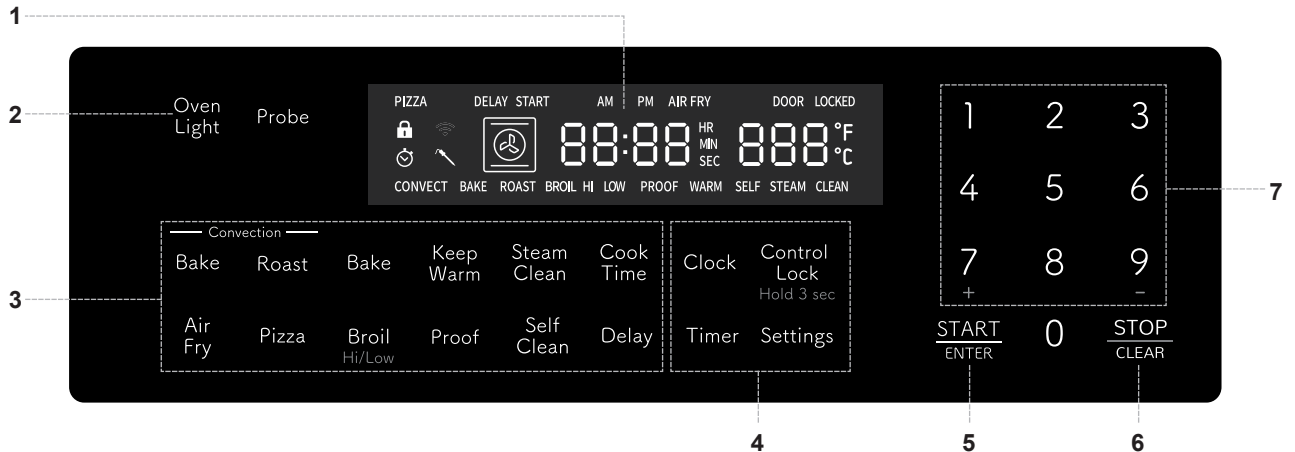 1
2
Oven
Light
Probe
PIZZA DELAY START AM PM AIR FRY DOOR LOCKED
88:88 HR MIN SEC 888 °F °C
CONVECT BAKE ROAST BROIL HI LOW PROOF WARM SELF STEAM CLEAN
3
Convection
Bake
Roast
Bake
Keep
Warm
Steam
Clean
Cook
Time
Air
Fry
Pizza
Broil
Hi/Low
Proof
Self
Clean
Delay
Clock
Control
Lock
Hold 3 sec
Timer
Settings
4
1 2 3
4 5 6
7 8 9
+ −
START
ENTER
0
STOP
CLEAR
7
5
6